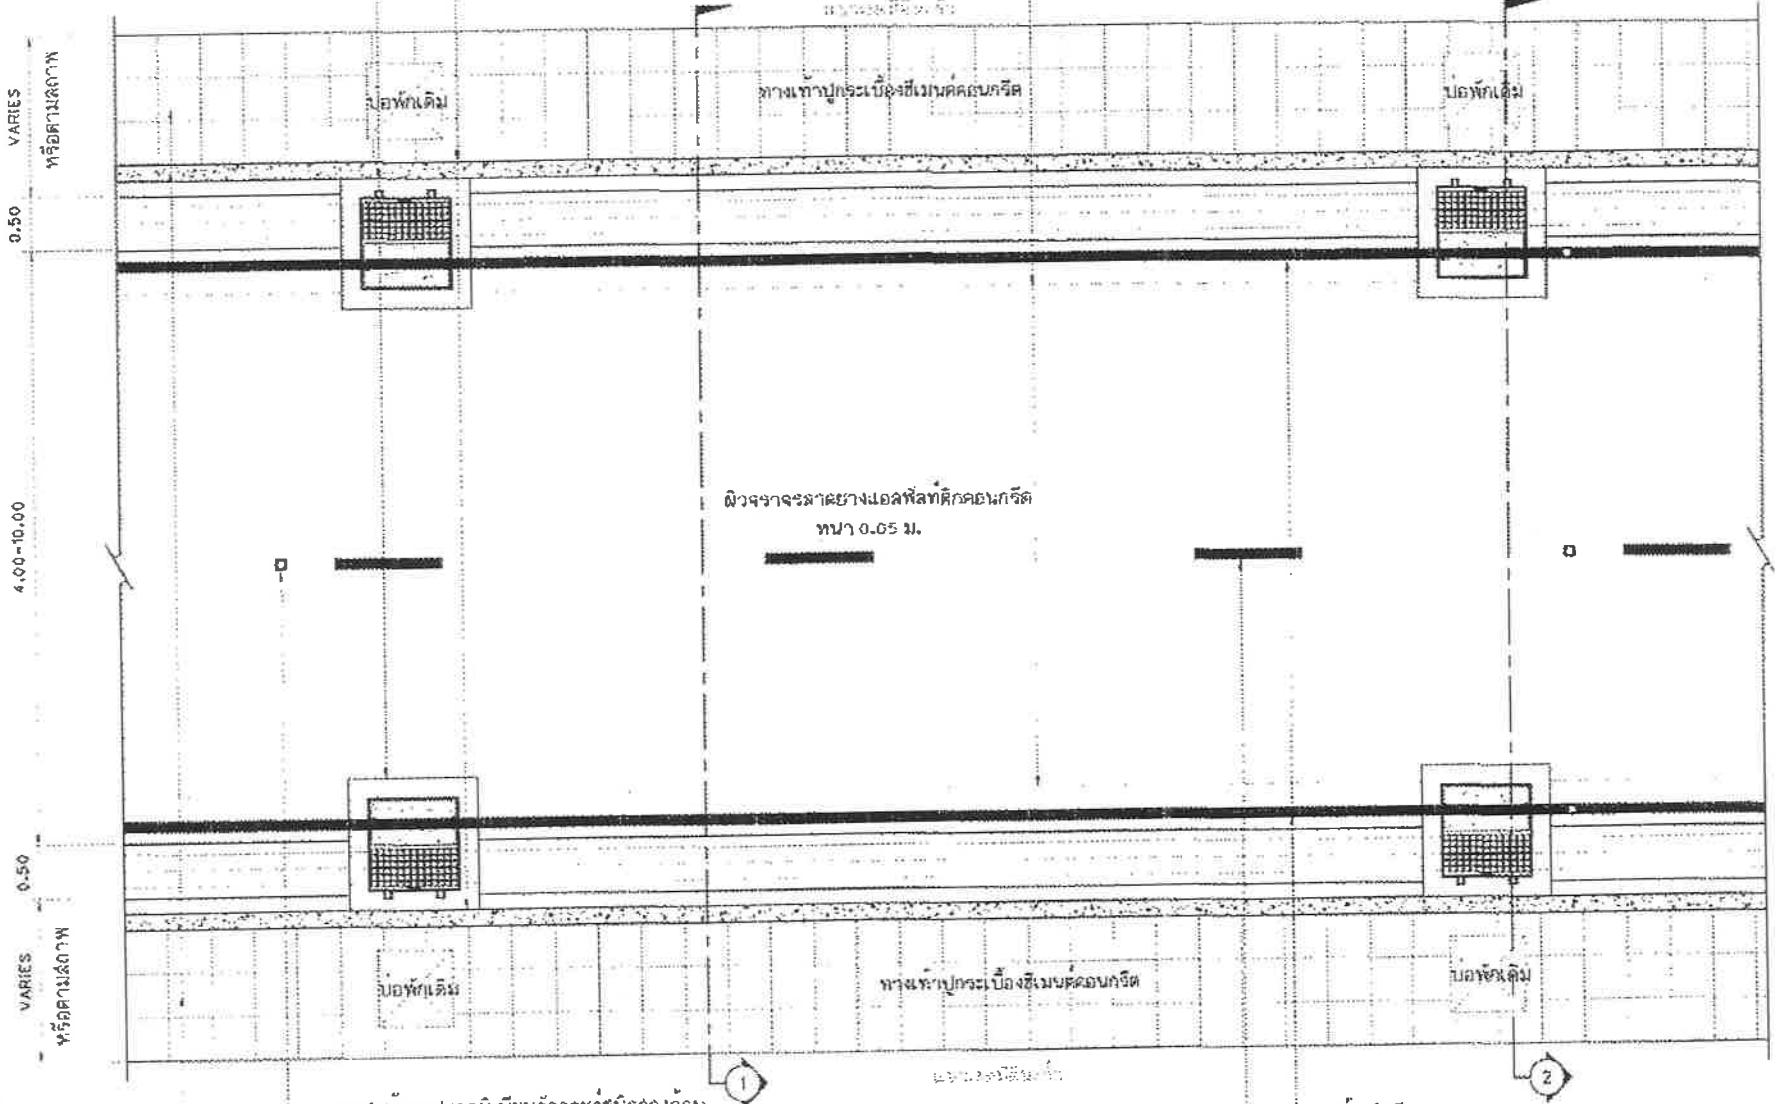 VARIES
หรือตามสภาพ
บ่อพักเดิม
ทางเท้าปูกระเบื้องซีเมนต์คอนกรีต
บ่อพักเดิม
0.50
4.00-10.00
ผิวจราจรลาดยางแอสฟัลท์ติกคอนกรีต
หนา 0.05 ม.
0.50
VARIES
หรือตามสภาพ
บ่อพักเดิม
ทางเท้าปูกระเบื้องซีเมนต์คอนกรีต
บ่อพักเดิม
1
2